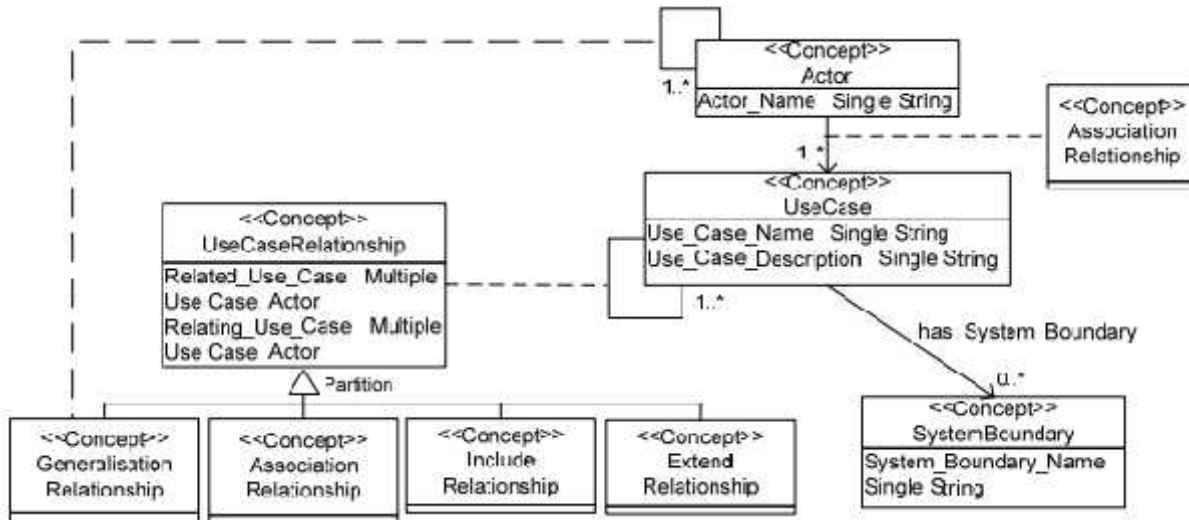 <<Concept>>
Actor
1..*
Actor_Name Single String
<<Concept>>
Association
Relationship
1..*
<<Concept>>
UseCase
Use_Case_Name Single String
Use_Case_Description Single String
<<Concept>>
UseCaseRelationship
Related_Use_Case Multiple
Use Case Actor
Relating_Use_Case Multiple
Use Case Actor
1..*
has System Boundary
Partition
0..*
<<Concept>>
Generalisation
Relationship
<<Concept>>
Association
Relationship
<<Concept>>
Include
Relationship
<<Concept>>
Extend
Relationship
<<Concept>>
SystemBoundary
System_Boundary_Name
Single String